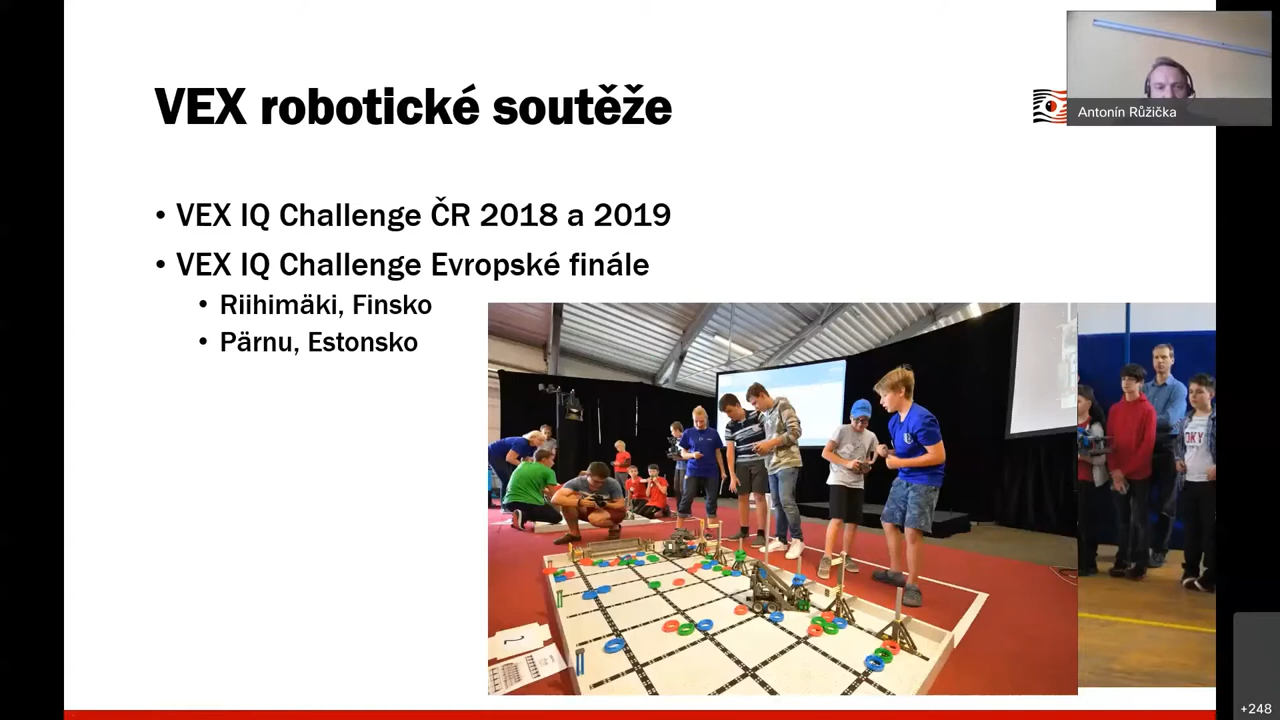 VEX robotické soutěže
Antonín Růžička
• VEX IQ Challenge ČR 2018 a 2019
• VEX IQ Challenge Evropské finále
• Riihimäki, Finsko
• Pärnu, Estonsko
2
+248